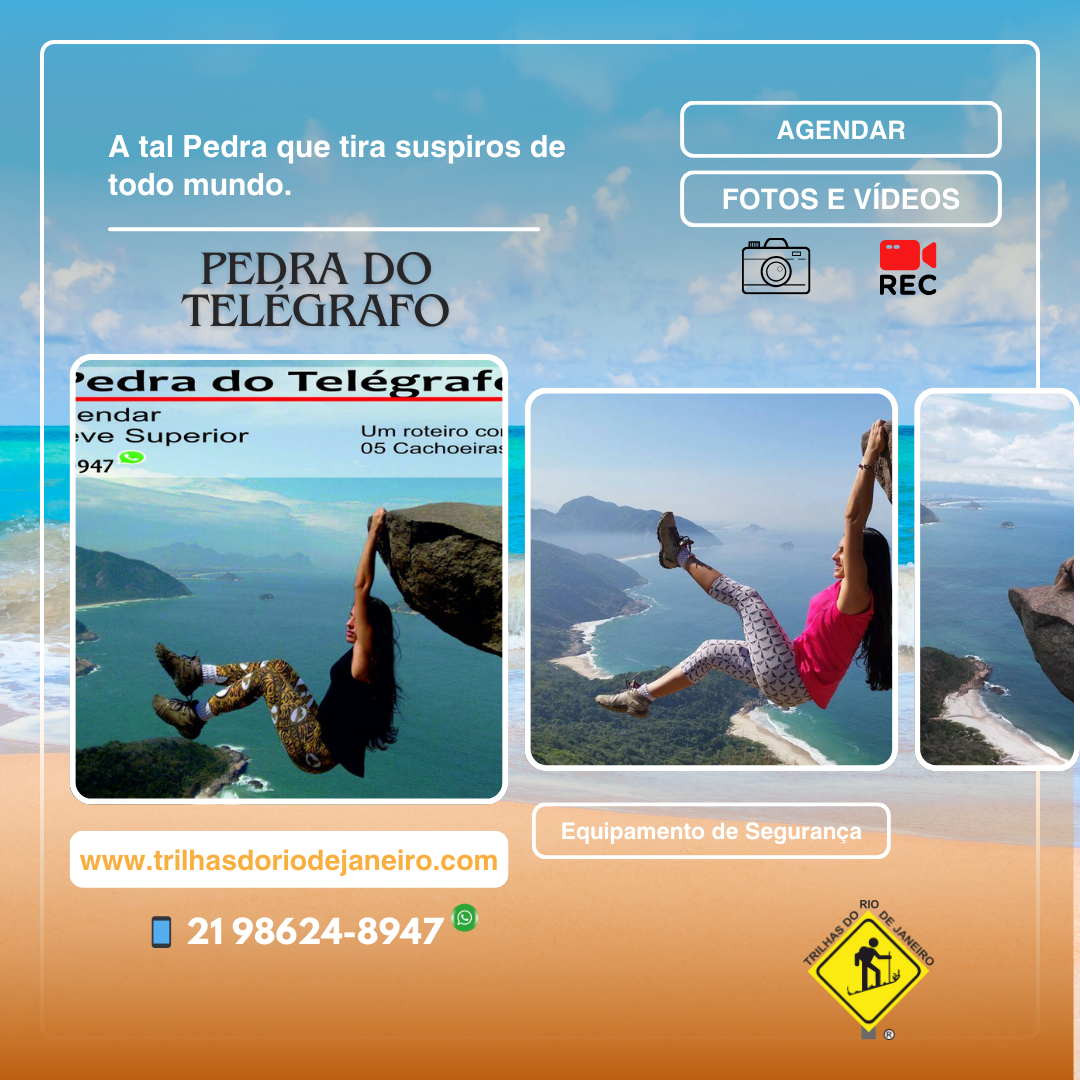 A tal Pedra que tira suspiros de
todo mundo.
AGENDAR
FOTOS E VÍDEOS
REC
PEDRA DO
TELÉGRAFO
Pedra do Telégrafo
endar
eve Superior
947
Um roteiro co
05 Cachoeiras
Equipamento de Segurança
www.trilhasdoriodejaneiro.com
21 98624-8947
TRILHAS DO RIO DE JANEIRO
®